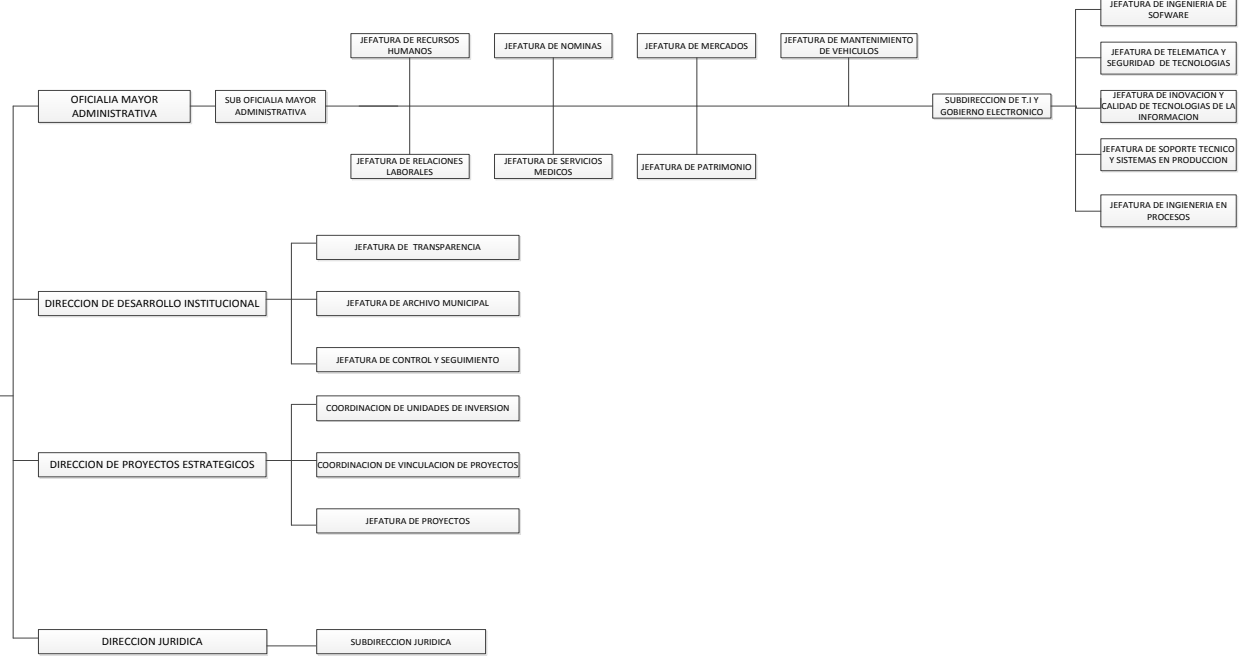 JEFATURA DE INGENIERIA DE
SOFWARE
JEFATURA DE RECURSOS
HUMANOS
JEFATURA DE NOMINAS
JEFATURA DE MERCADOS
JEFATURA DE MANTENIMIENTO
DE VEHICULOS
JEFATURA DE TELEMATICA Y
SEGURIDAD DE TECNOLOGIAS
OFICIALIA MAYOR
ADMINISTRATIVA
SUB OFICIALIA MAYOR
ADMINISTRATIVA
SUBDIRECCION DE T.I Y
GOBIERNO ELECTRONICO
JEFATURA DE INOVACION Y
CALIDAD DE TECNOLOGIAS DE LA
INFORMACION
JEFATURA DE RELACIONES
LABORALES
JEFATURA DE SERVICIOS
MEDICOS
JEFATURA DE PATRIMONIO
JEFATURA DE SOPORTE TECNICO
Y SISTEMAS EN PRODUCCION
JEFATURA DE INGIENERIA EN
PROCESOS
JEFATURA DE TRANSPARENCIA
DIRECCION DE DESARROLLO INSTITUCIONAL
JEFATURA DE ARCHIVO MUNICIPAL
JEFATURA DE CONTROL Y SEGUIMIENTO
COORDINACION DE UNIDADES DE INVERSION
DIRECCION DE PROYECTOS ESTRATEGICOS
COORDINACION DE VINCULACION DE PROYECTOS
JEFATURA DE PROYECTOS
DIRECCION JURIDICA
SUBDIRECCION JURIDICA